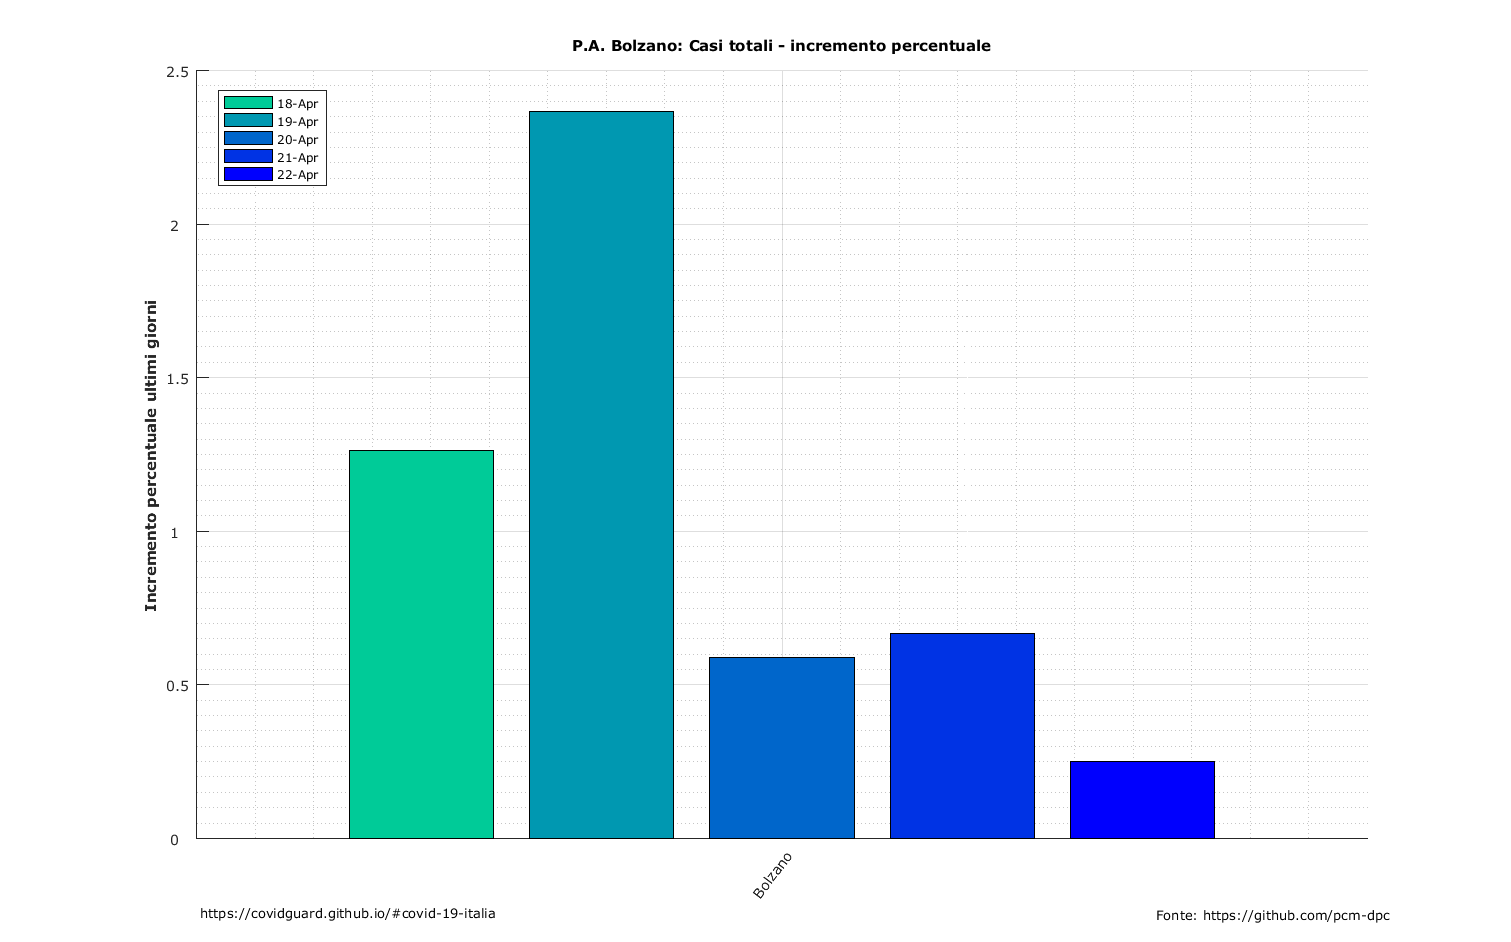 P.A. Bolzano: Casi totali - incremento percentuale
2.5
2
1.5
1
0.5
0
18-Apr
19-Apr
20-Apr
21-Apr
22-Apr
Incremento percentuale ultimi giorni
Bolzano
https://covidguard.github.io/#covid-19-italia
Fonte: https://github.com/pcm-dpc